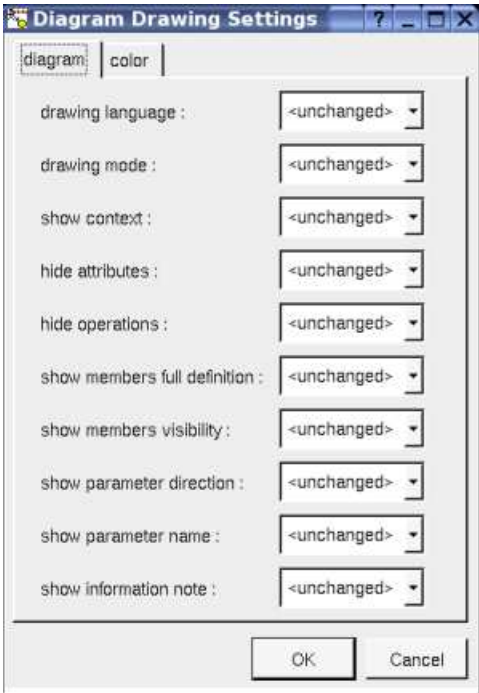 Diagram Drawing Settings ? _ □ X
diagram color
drawing language : <unchanged>
drawing mode : <unchanged>
show context : <unchanged>
hide attributes : <unchanged>
hide operations : <unchanged>
show members full definition : <unchanged>
show members visibility : <unchanged>
show parameter direction : <unchanged>
show parameter name : <unchanged>
show information note : <unchanged>
OK Cancel